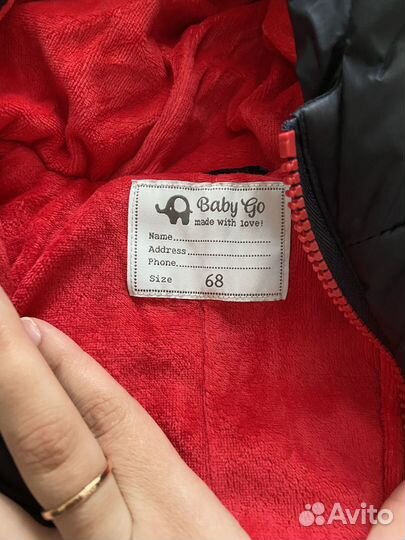 Baby Go
made with love!
Name
Address
Phone
Size 68
Avito